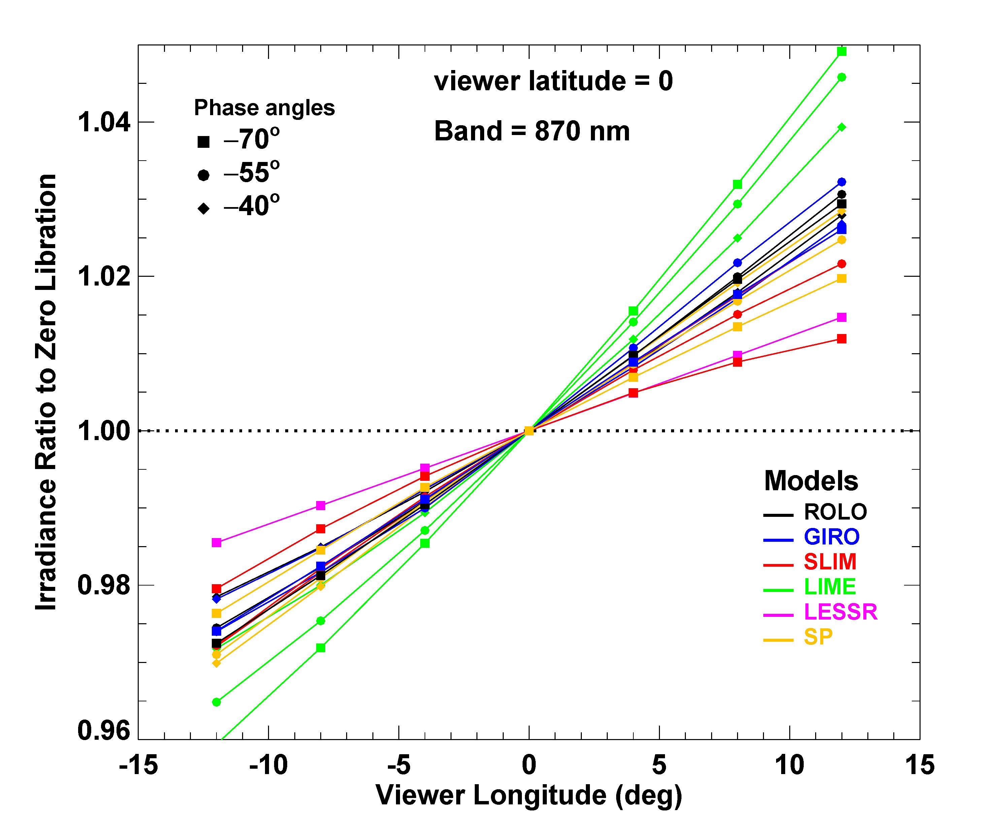 viewer latitude = 0
Band = 870 nm
Phase angles
–70°
–55°
–40°
1.04
1.02
1.00
0.98
0.96
Irradiance Ratio to Zero Libration
Models
ROLO
GIRO
SLIM
LIME
LESSR
SP
-15 -10 -5 0 5 10 15
Viewer Longitude (deg)